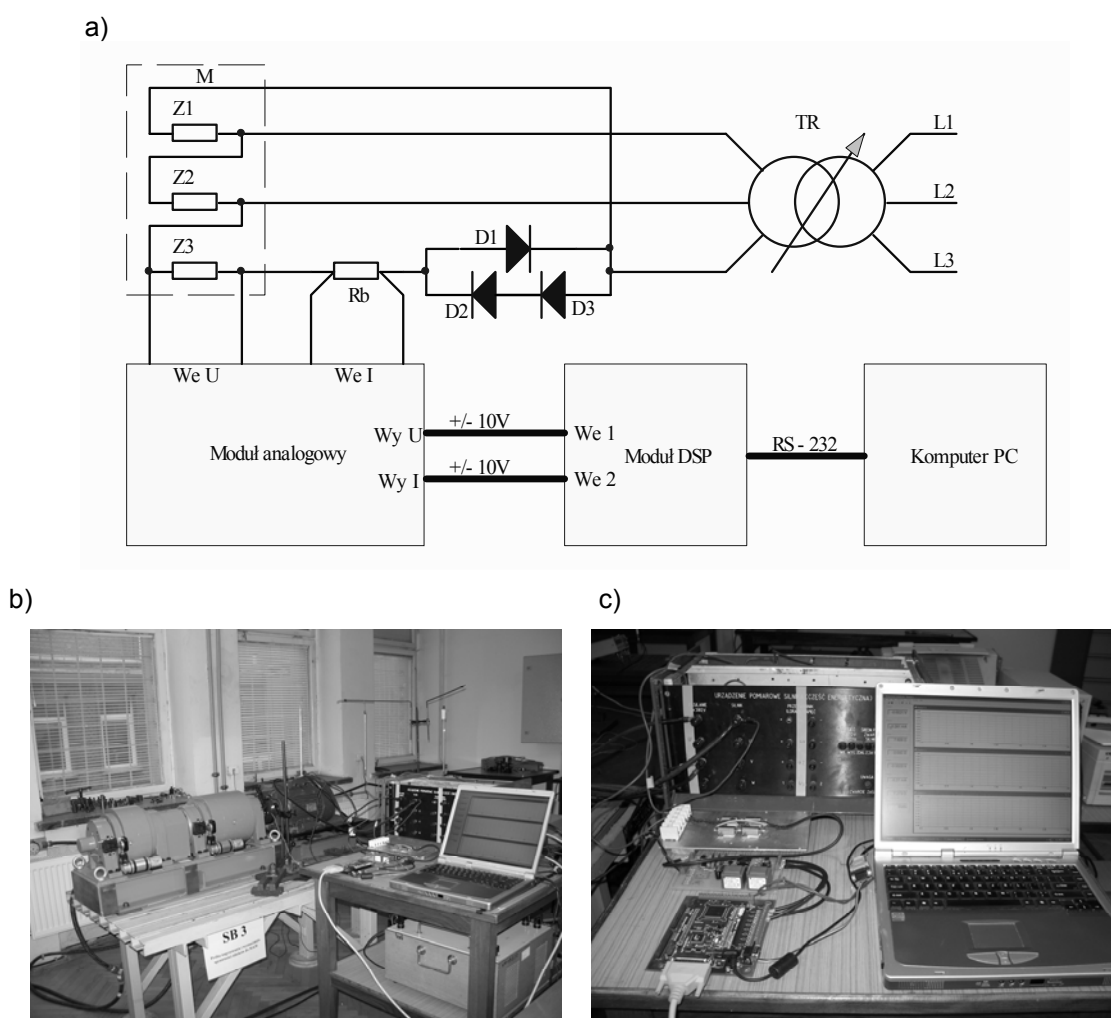 a)
M
Z1
TR
L1
Z2
L2
Z3
D1
L3
Rb
D2
D3
We U
We I
Wy U
+/- 10V
We 1
Moduł analogowy
Moduł DSP
RS - 232
Komputer PC
Wy I
+/- 10V
We 2
b)
c)
SB 3
URZĄDZENIE POMIAROWE